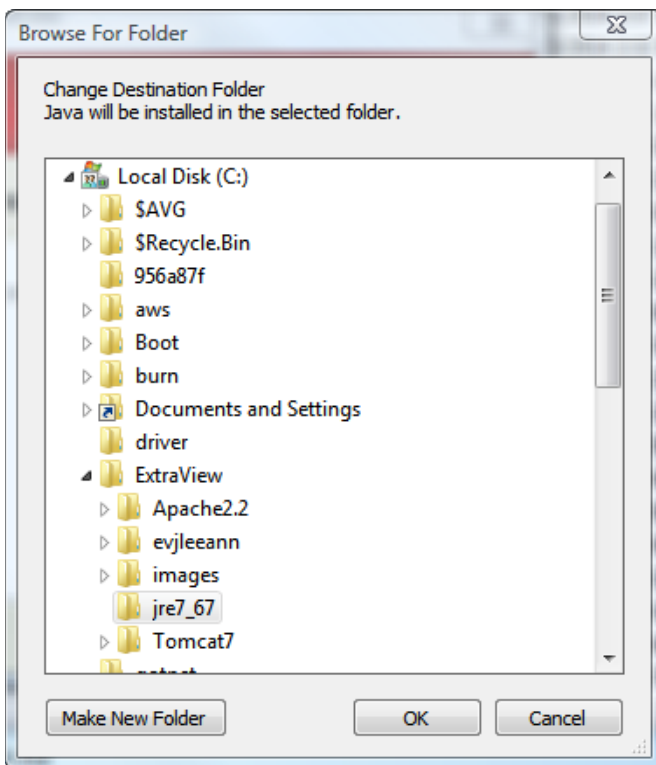 Browse For Folder
Change Destination Folder
Java will be installed in the selected folder.
Local Disk (C:)
$AVG
$Recycle.Bin
956a87f
aws
Boot
burn
Documents and Settings
driver
ExtraView
Apache2.2
evjleeann
images
jre7_67
Tomcat7
Make New Folder
OK
Cancel